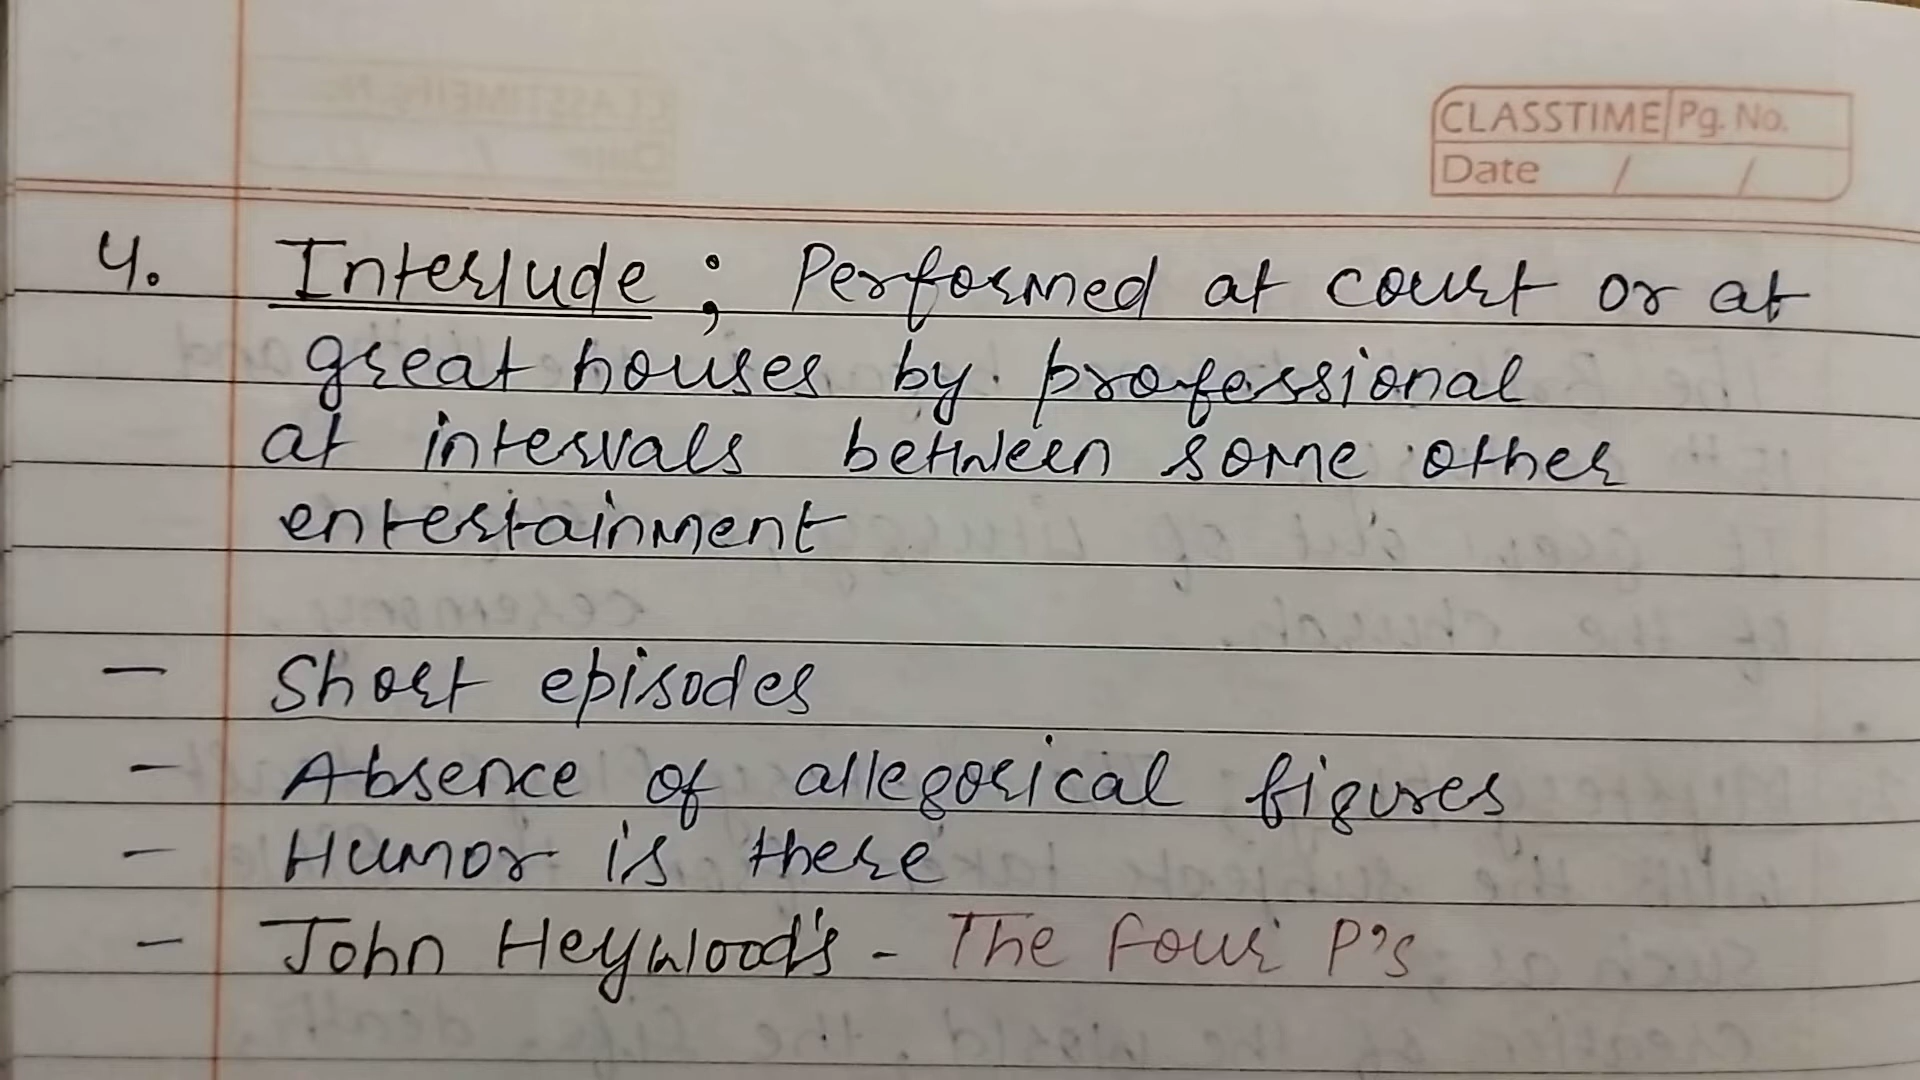 CLASSTIME Pg. No.
Date / /
4. Interlude ; Performed at court or at
great houses by professional
at intervals between some other
entertainment
- Short episodes
- Absence of allegorical figures
- Humor is there
- John Heywood's - The Four P's